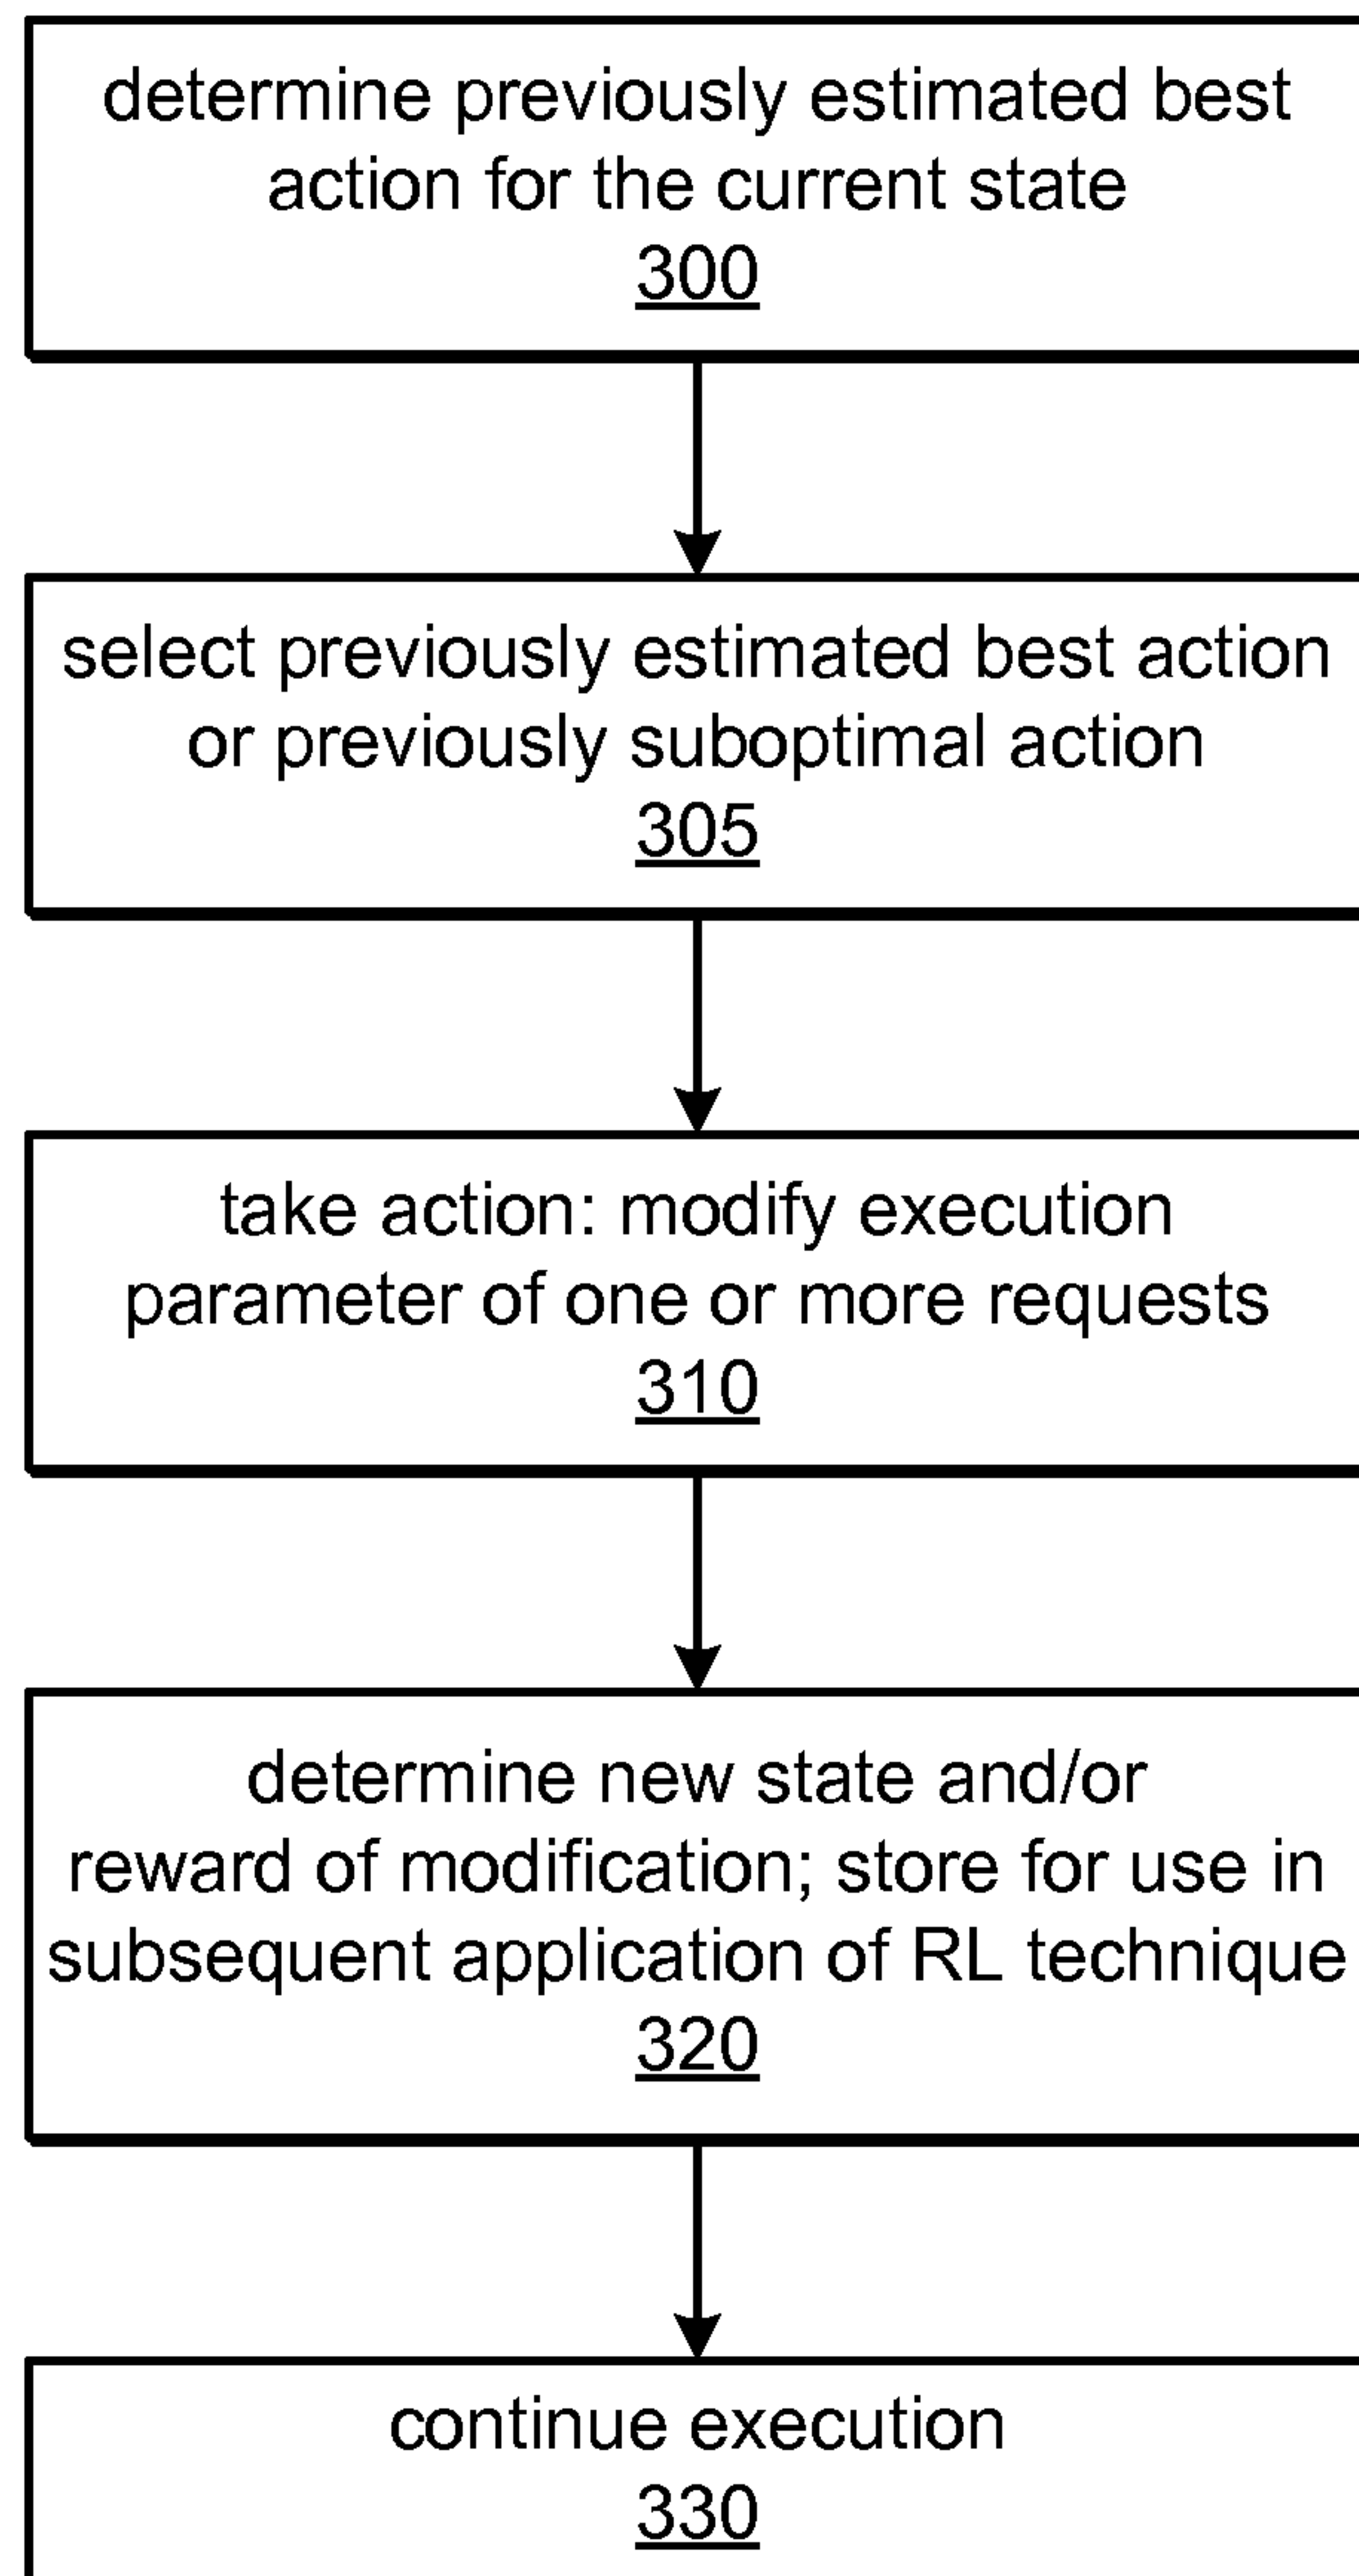 determine previously estimated best
action for the current state
300
select previously estimated best action
or previously suboptimal action
305
take action: modify execution
parameter of one or more requests
310
determine new state and/or
reward of modification; store for use in
subsequent application of RL technique
320
continue execution
330